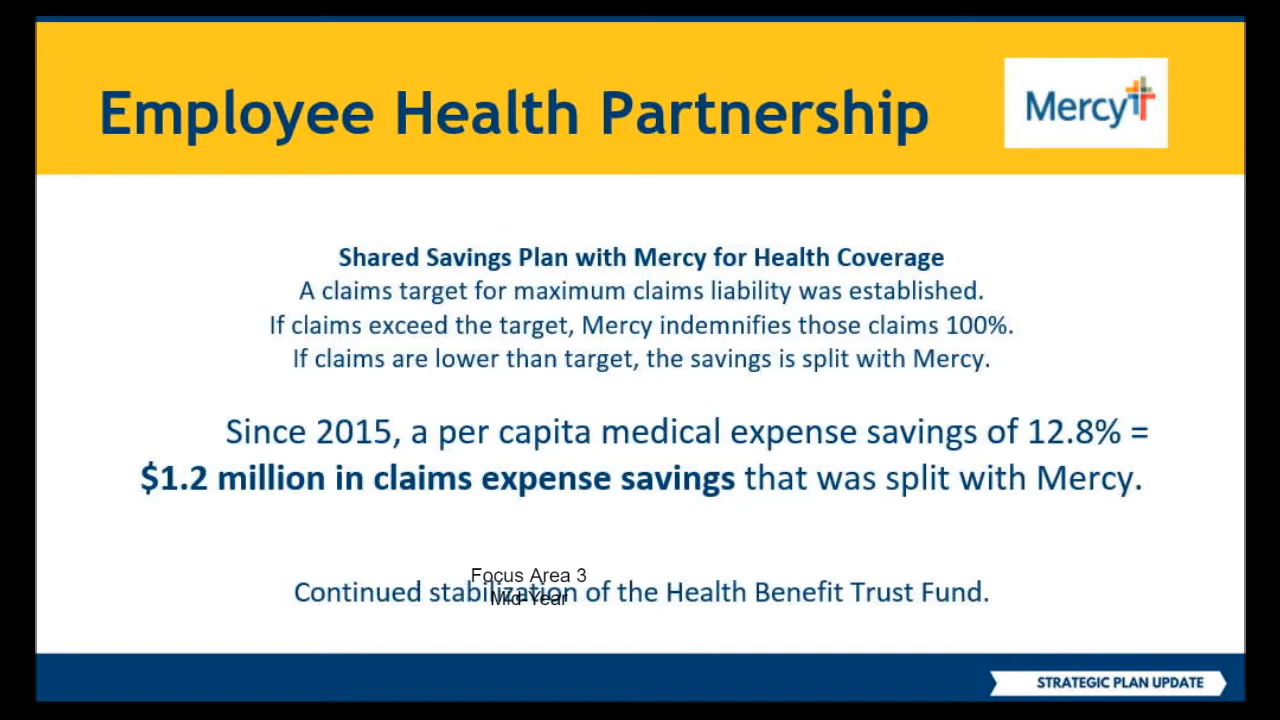 Employee Health Partnership
Mercy
Shared Savings Plan with Mercy for Health Coverage
A claims target for maximum claims liability was established.
If claims exceed the target, Mercy indemnifies those claims 100%.
If claims are lower than target, the savings is split with Mercy.
Since 2015, a per capita medical expense savings of 12.8% =
$1.2 million in claims expense savings that was split with Mercy.
Focus Area 3
Continued stabilization of the Health Benefit Trust Fund.
Mid-Year
STRATEGIC PLAN UPDATE